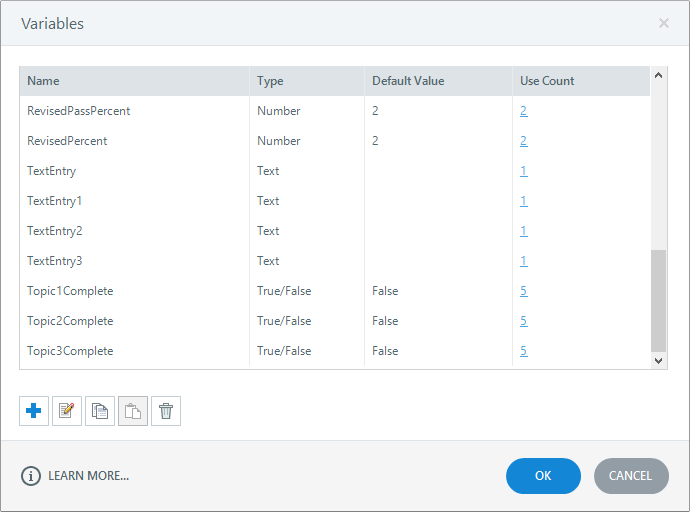 Variables
Name Type Default Value Use Count
RevisedPassPercent Number 2 2
RevisedPercent Number 2 2
TextEntry Text 1
TextEntry1 Text 1
TextEntry2 Text 1
TextEntry3 Text 1
Topic1Complete True/False False 5
Topic2Complete True/False False 5
Topic3Complete True/False False 5
LEARN MORE... OK CANCEL